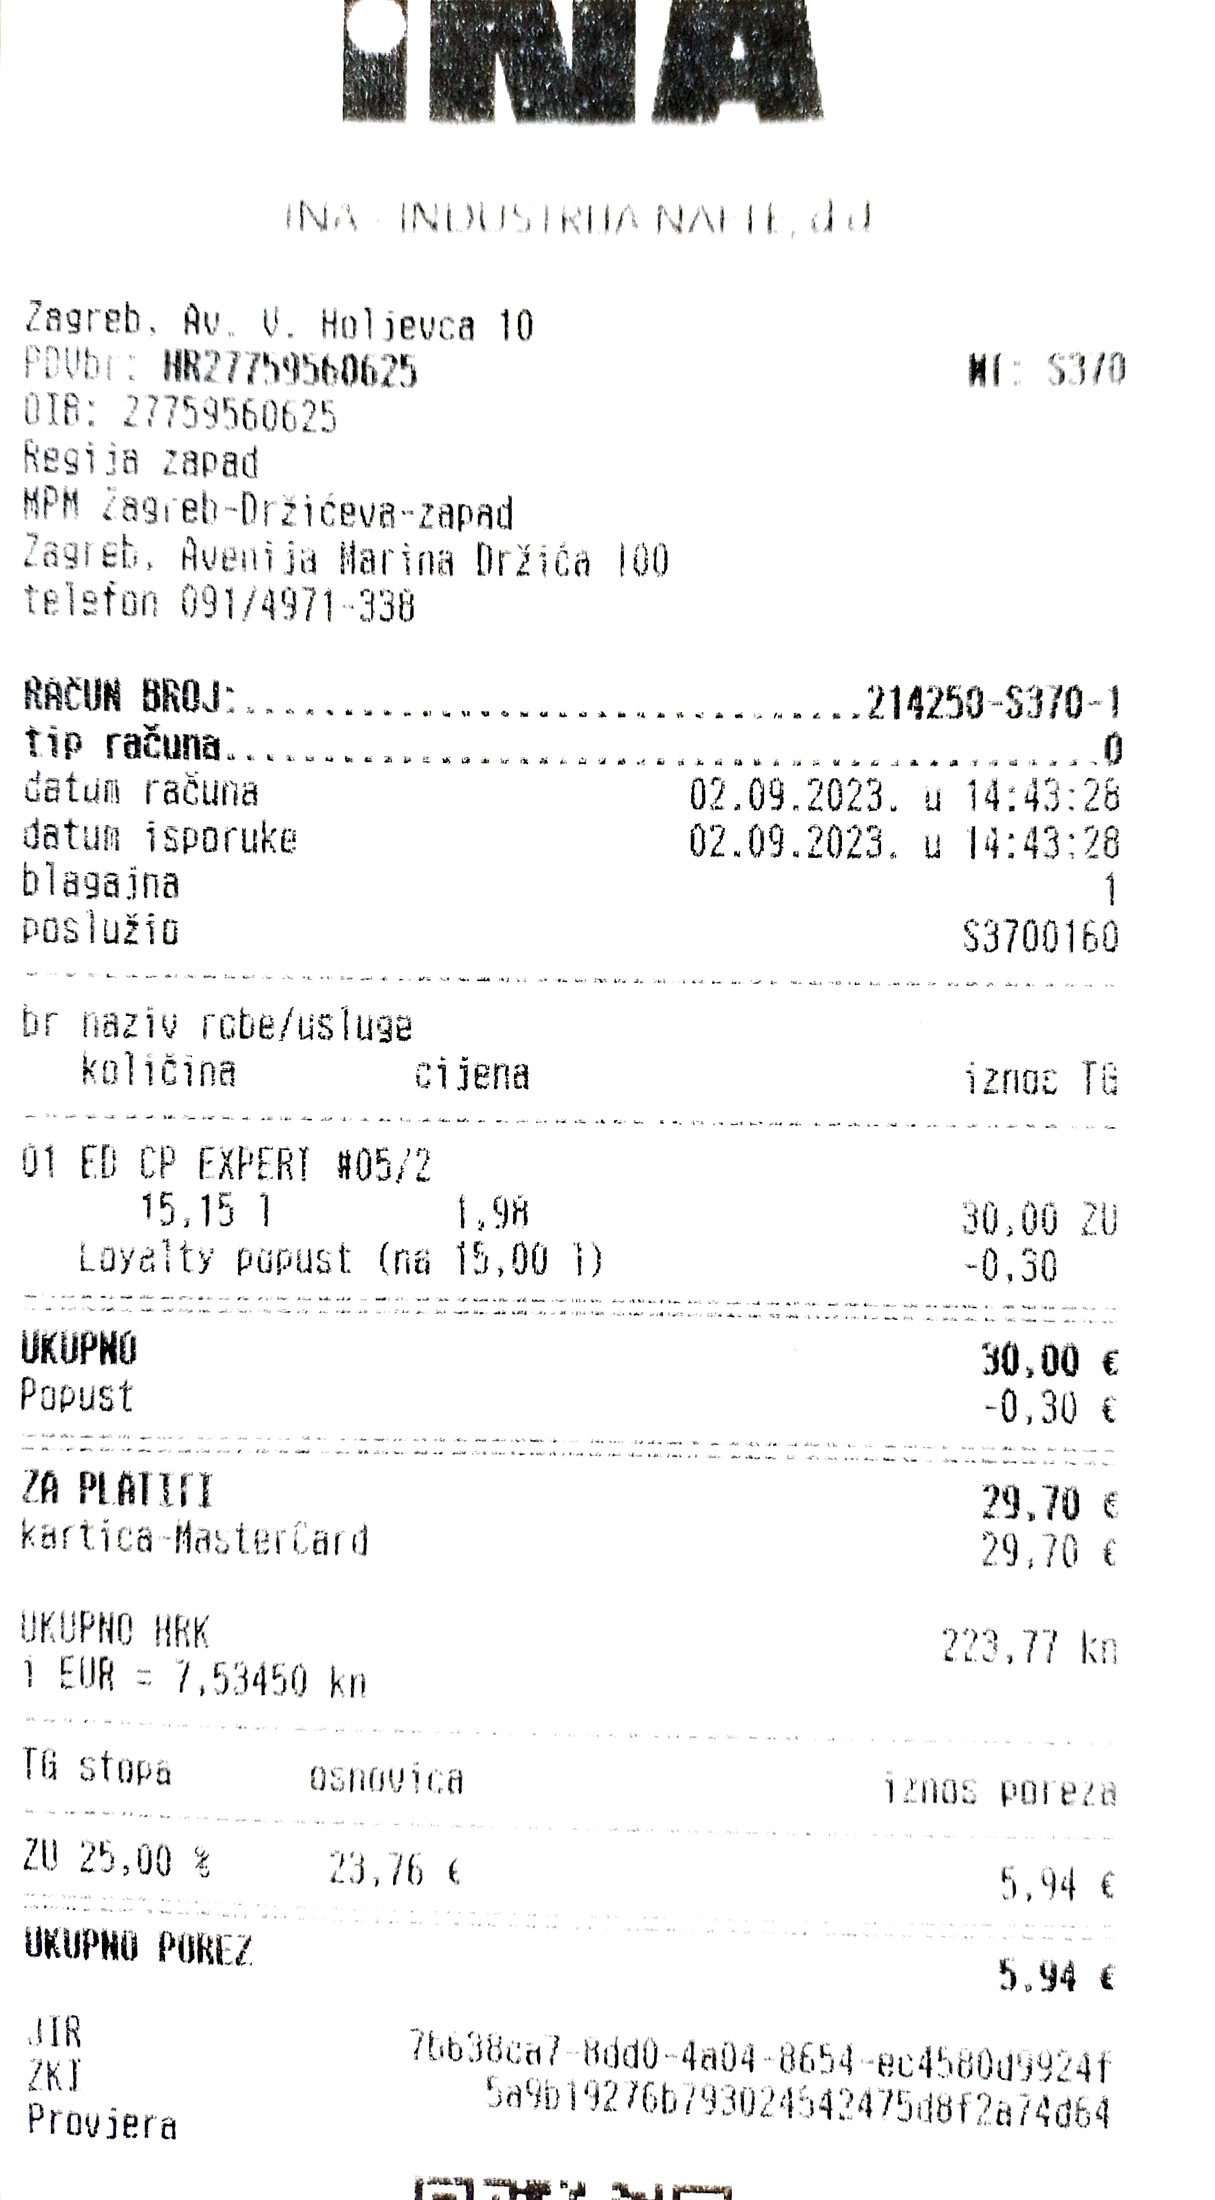 INA
INA - INDUSTRIJA NAFTE, d.d.
Zagreb, Av. V. Holjevca 10
PDVbr: HR27759560625 MT: S370
OIB: 27759560625
Regija zapad
MPM Zagreb-Držićeva-zapad
Zagreb, Avenija Marina Držića 100
telefon 091/4971-338
RAČUN BROJ:................................214250-S370-1
tip računa.............................................0
datum računa 02.09.2023. u 14:43:28
datum isporuke 02.09.2023. u 14:43:28
blagajna 1
poslužio S3700160
br naziv robe/usluge
količina cijena iznos TG
01 ED CP EXPERT #05/2
15,15 l 1,98 30,00 ZU
Loyalty popust (na 15,00 l) -0,30
UKUPNO 30,00 €
Popust -0,30 €
ZA PLATITI 29,70 €
kartica-MasterCard 29,70 €
UKUPNO HRK 223,77 kn
1 EUR = 7,53450 kn
TG stopa osnovica iznos poreza
ZU 25,00 % 23,76 € 5,94 €
UKUPNO POREZ 5,94 €
JIR 7b638ca7-8dd0-4a04-8654-ec4580d9924f
ZKI 5a9b19276b793024542475d8f2a74d64
Provjera